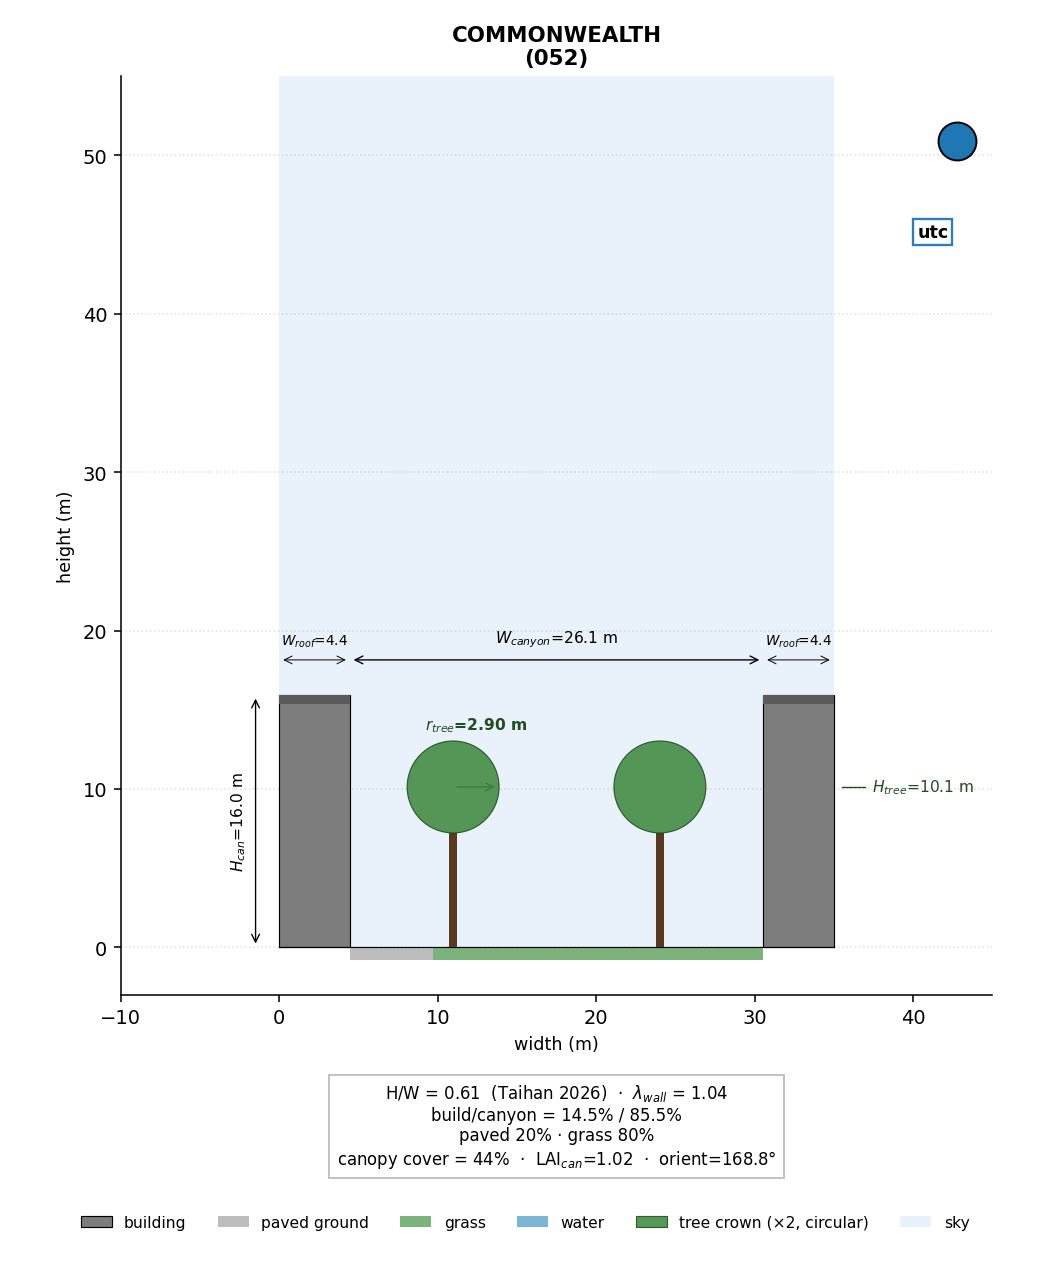 COMMONWEALTH
(052)
50
utc
40
30
height (m)
20
W_roof=4.4
W_canyon=26.1 m
W_roof=4.4
r_tree=2.90 m
10
H_tree=10.1 m
H_can=16.0 m
0
−10 0 10 20 30 40
width (m)
H/W = 0.61 (Taihan 2026) · λ_wall = 1.04
build/canyon = 14.5% / 85.5%
paved 20% · grass 80%
canopy cover = 44% · LAI_can=1.02 · orient=168.8°
building paved ground grass water tree crown (×2, circular) sky